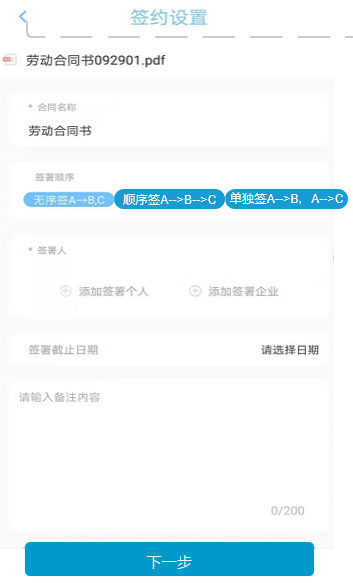 签约设置
劳动合同书092901.pdf
* 合同名称
劳动合同书
签署顺序
无序签A→B,C 顺序签A-->B-->C 单独签A-->B, A-->C
* 签署人
添加签署个人 添加签署企业
签署截止日期 请选择日期
请输入备注内容
0/200
下一步